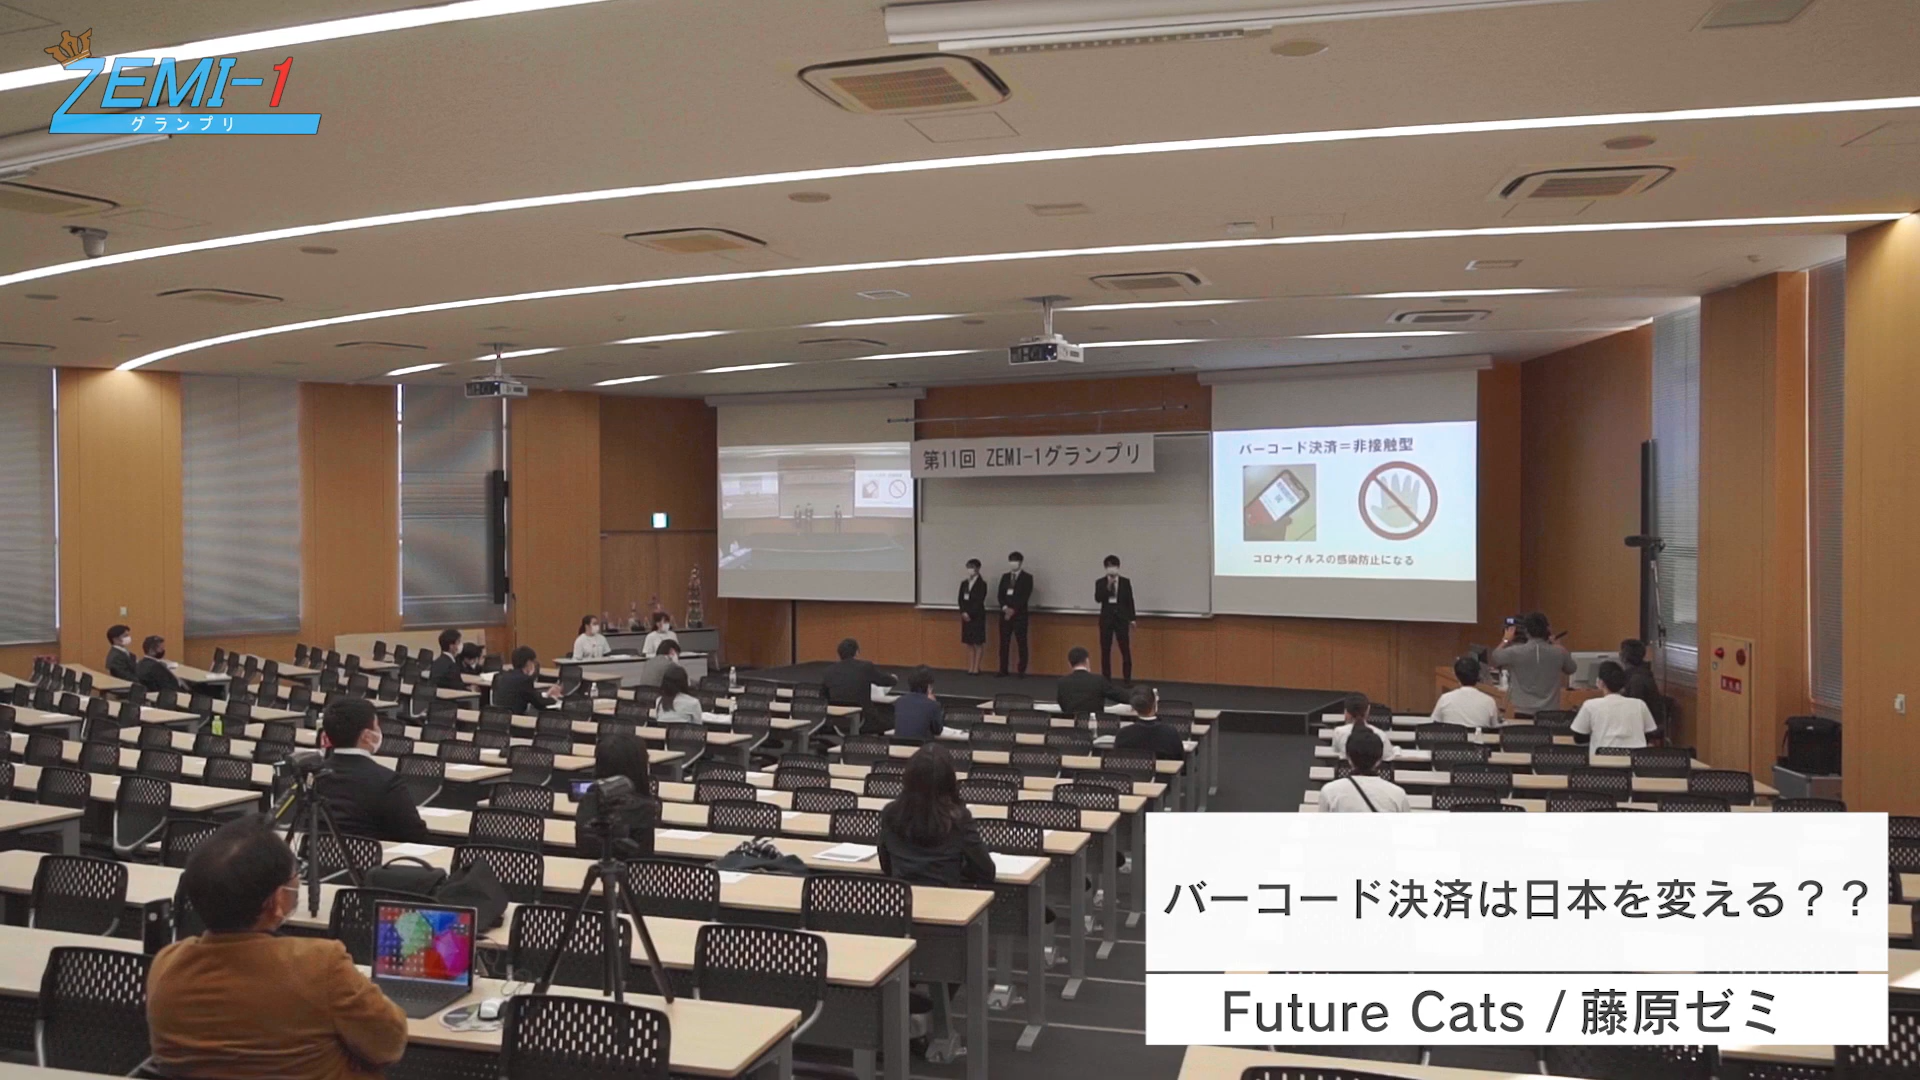 ZEMI-1
グランプリ
第11回 ZEMI-1グランプリ
バーコード決済＝非接触型
コロナウイルスの感染防止になる
バーコード決済は日本を変える？？
Future Cats / 藤原ゼミ